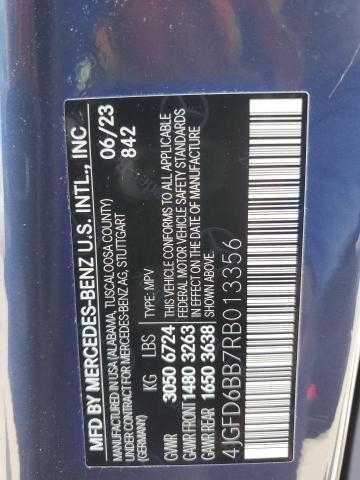 MFD BY MERCEDES-BENZ U.S. INTL., INC
MANUFACTURED IN USA (ALABAMA, TUSCALOOSA COUNTY)
UNDER CONTRACT FOR MERCEDES-BENZ AG, STUTTGART
(GERMANY)
06/23
842
KG LBS TYPE: MPV
GVWR 3050 6724
GAWR FRONT 1480 3263
GAWR REAR 1650 3638
THIS VEHICLE CONFORMS TO ALL APPLICABLE
FEDERAL MOTOR VEHICLE SAFETY STANDARDS
IN EFFECT ON THE DATE OF MANUFACTURE
SHOWN ABOVE
4JGFD6BB7RB013356